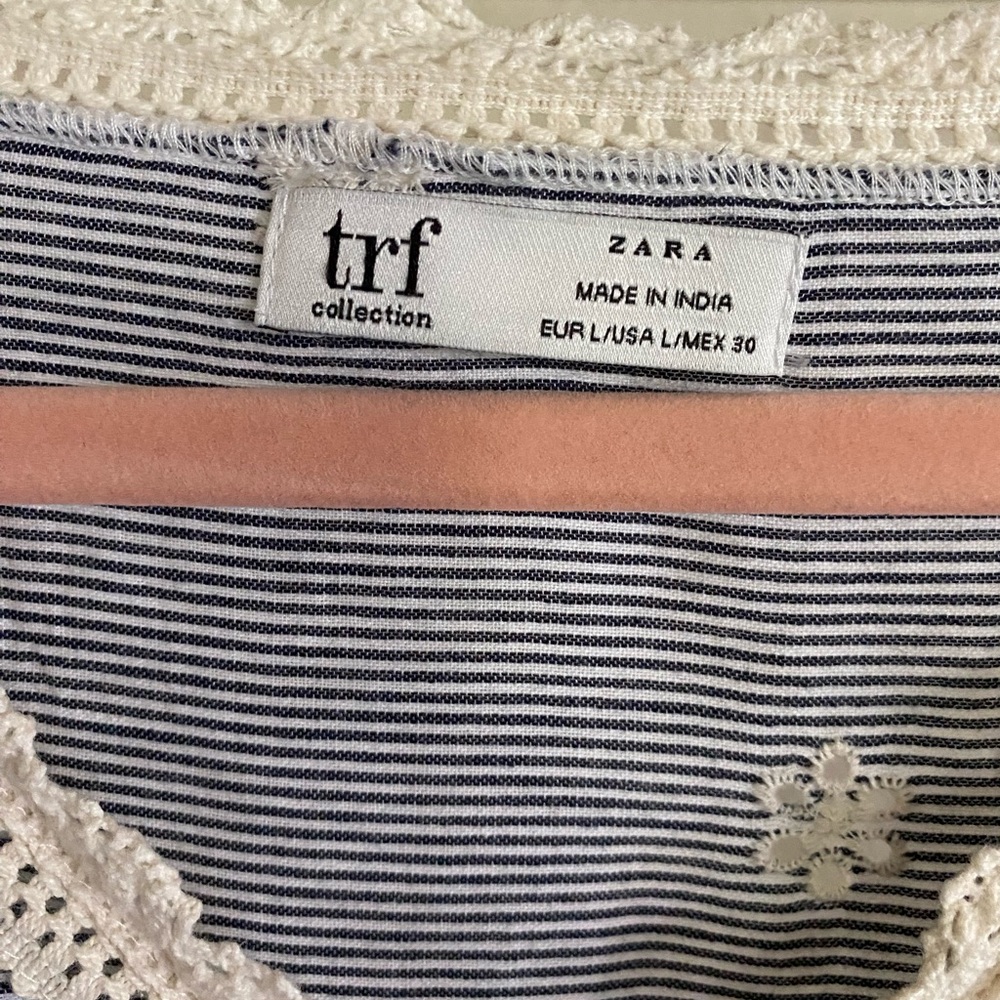 trf
collection
ZARA
MADE IN INDIA
EUR L/USA L/MEX 30